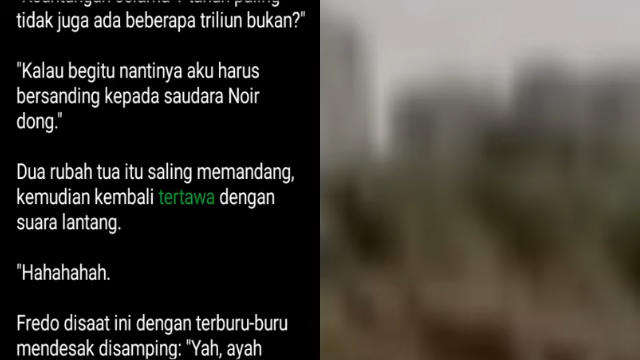 tidak juga ada beberapa triliun bukan?"
"Kalau begitu nantinya aku harus
bersanding kepada saudara Noir
dong."
Dua rubah tua itu saling memandang,
kemudian kembali tertawa dengan
suara lantang.
"Hahahahah.
Fredo disaat ini dengan terburu-buru
mendesak disamping: "Yah, ayah